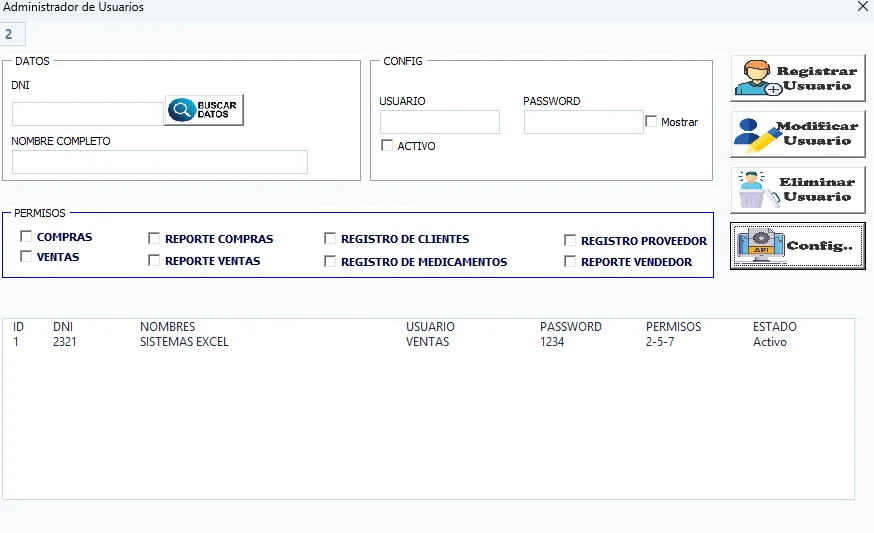 Administrador de Usuarios
2
DATOS
DNI
BUSCAR
DATOS
NOMBRE COMPLETO
CONFIG
USUARIO PASSWORD
Mostrar
ACTIVO
Registrar
Usuario
Modificar
Usuario
Eliminar
Usuario
API
Config..
PERMISOS
COMPRAS REPORTE COMPRAS REGISTRO DE CLIENTES REGISTRO PROVEEDOR
VENTAS REPORTE VENTAS REGISTRO DE MEDICAMENTOS REPORTE VENDEDOR
ID DNI NOMBRES USUARIO PASSWORD PERMISOS ESTADO
1 2321 SISTEMAS EXCEL VENTAS 1234 2-5-7 Activo